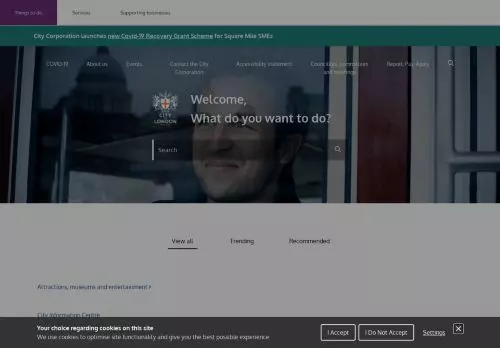 Things to do
Services
Supporting businesses
City Corporation launches new Covid-19 Recovery Grant Scheme for Square Mile SMEs
COVID-19
About us
Events
Contact the City
Corporation
Accessibility statement
Councillors, committees
and meetings
Report, Pay, Apply
CITY
LONDON
Welcome,
What do you want to do?
Search
View all
Trending
Recommended
Attractions, museums and entertainment >
City Information Centre
Your choice regarding cookies on this site
We use cookies to optimise site functionality and give you the best possible experience
I Accept
I Do Not Accept
Settings